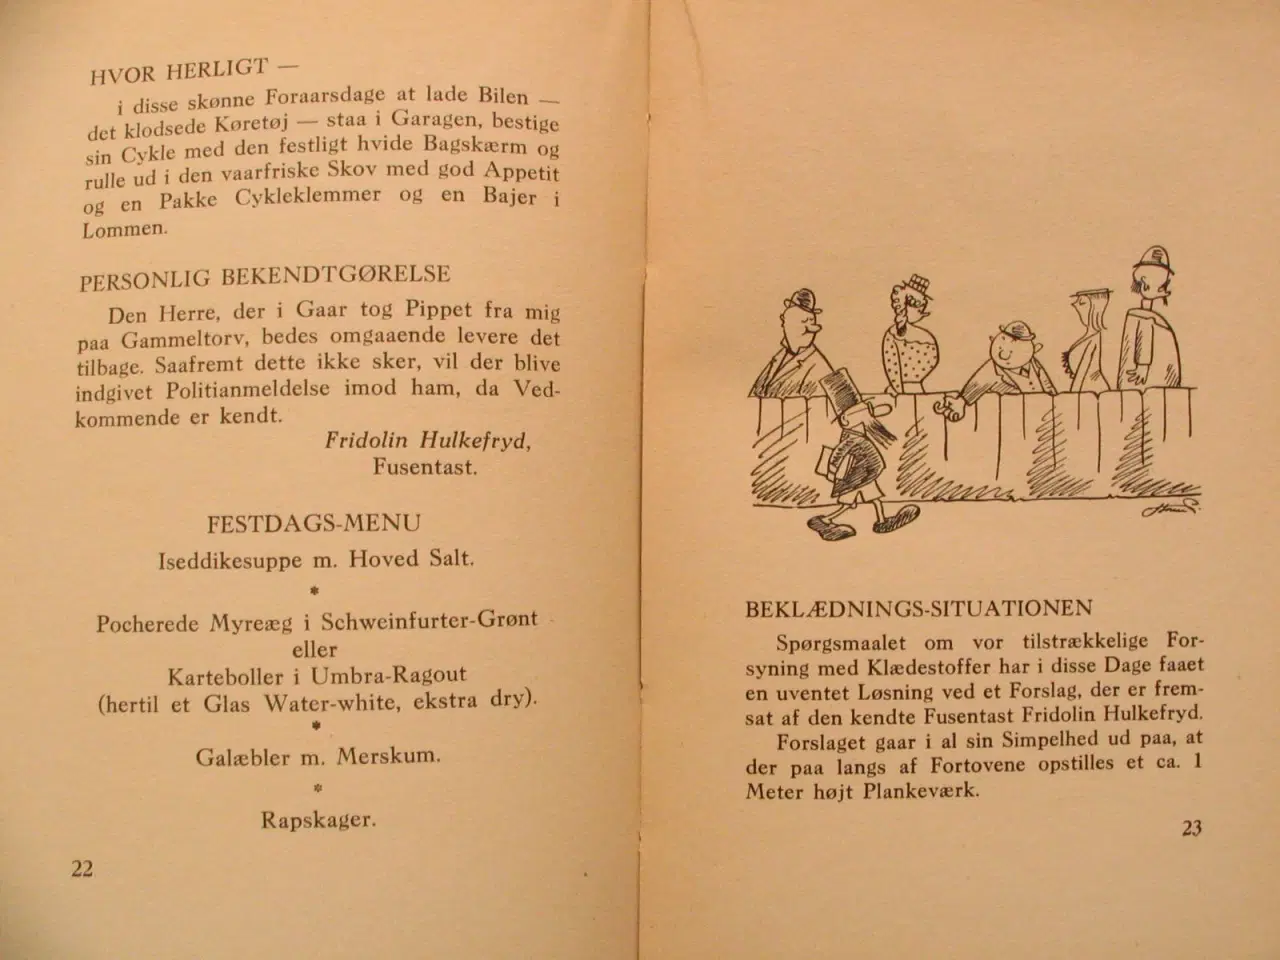 HVOR HERLIGT —
i disse skønne Foraarsdage at lade Bilen —
det klodsede Køretøj — staa i Garagen, bestige
sin Cykle med den festligt hvide Bagskærm og
rulle ud i den vaarfriske Skov med god Appetit
og en Pakke Cykleklemmer og en Bajer i
Lommen.
PERSONLIG BEKENDTGØRELSE
Den Herre, der i Gaar tog Pippet fra mig
paa Gammeltorv, bedes omgaaende levere det
tilbage. Saafremt dette ikke sker, vil der blive
indgivet Politianmeldelse imod ham, da Ved-
kommende er kendt.
Fridolin Hulkefryd,
Fusentast.
FESTDAGS-MENU
Iseddikesuppe m. Hoved Salt.
*
Pocherede Myreæg i Schweinfurter-Grønt
eller
Karteboller i Umbra-Ragout
(hertil et Glas Water-white, ekstra dry).
*
Galæbler m. Merskum.
*
Rapskager.
22
BEKLÆDNINGS-SITUATIONEN
Spørgsmaalet om vor tilstrækkelige For-
syning med Klædestoffer har i disse Dage faaet
en uventet Løsning ved et Forslag, der er frem-
sat af den kendte Fusentast Fridolin Hulkefryd.
Forslaget gaar i al sin Simpelhed ud paa, at
der paa langs af Fortovene opstilles et ca. 1
Meter højt Plankeværk.
23